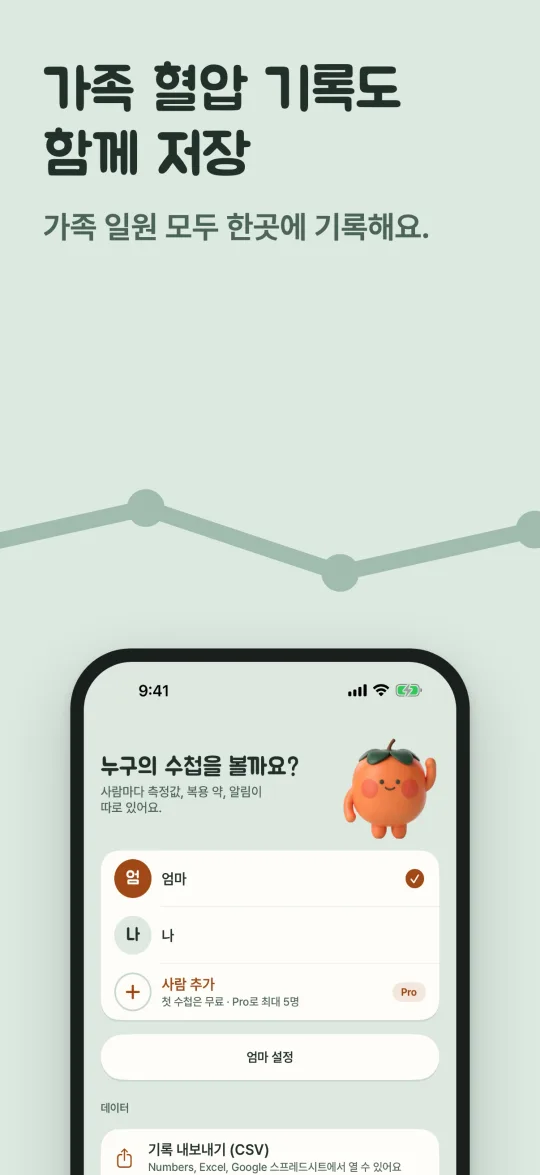 가족 혈압 기록도
함께 저장
가족 일원 모두 한곳에 기록해요.
9:41
누구의 수첩을 볼까요?
사람마다 측정값, 복용 약, 알림이
따로 있어요.
엄 엄마
나 나
사람 추가
첫 수첩은 무료 · Pro로 최대 5명
Pro
엄마 설정
데이터
기록 내보내기 (CSV)
Numbers, Excel, Google 스프레드시트에서 열 수 있어요